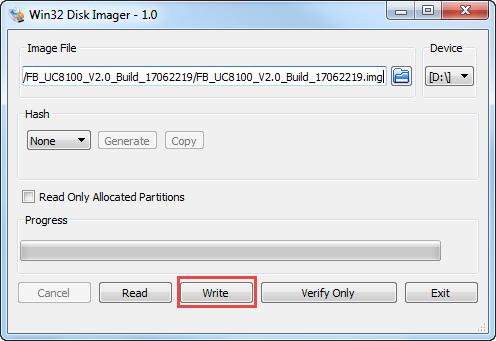 Win32 Disk Imager - 1.0
Image File
Device
/FB_UC8100_V2.0_Build_17062219/FB_UC8100_V2.0_Build_17062219.img
[D:\]
Hash
None
Generate
Copy
Read Only Allocated Partitions
Progress
Cancel
Read
Write
Verify Only
Exit